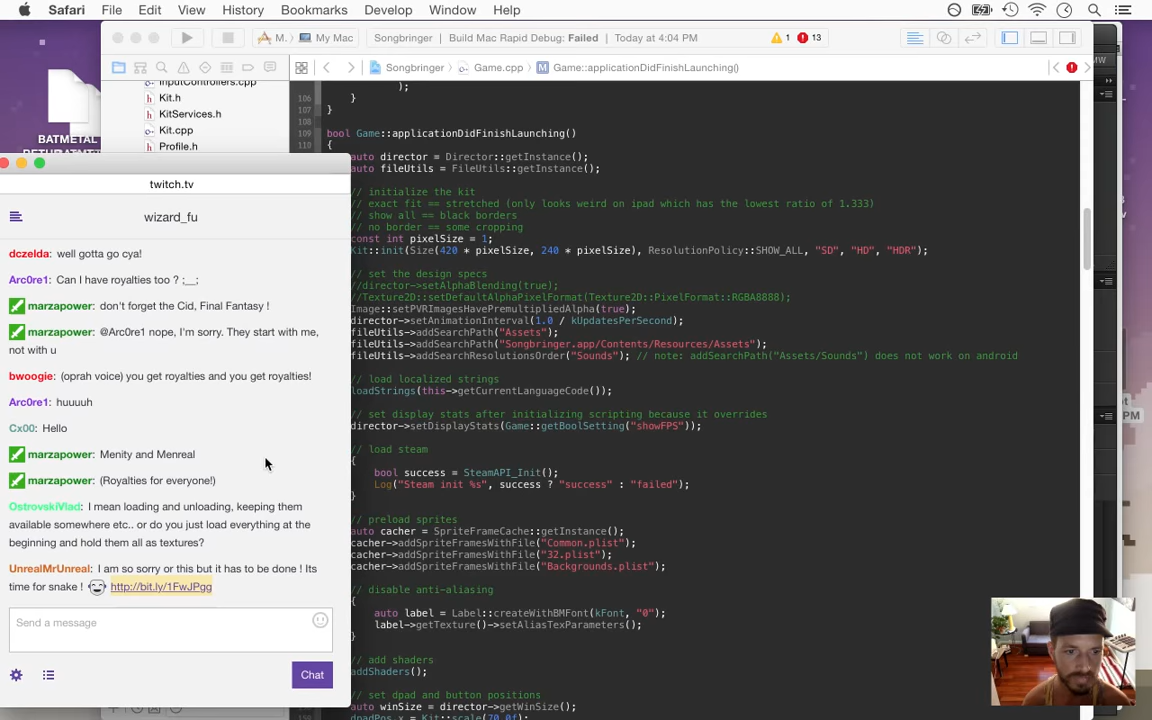 Safari File Edit View History Bookmarks Develop Window Help
M. My Mac Songbringer Build Mac Rapid Debug: Failed Today at 4:04 PM 1 13
Songbringer Game.cpp M Game::applicationDidFinishLaunching()
InputControllers.cpp
Kit.h
KitServices.h
Kit.cpp
Profile.h
BATMETAL
twitch.tv
wizard_fu
dczelda: well gotta go cya!
Arc0re1: Can I have royalties too ? ;__;
marzapower: don't forget the Cid, Final Fantasy !
marzapower: @Arc0re1 nope, I'm sorry. They start with me,
not with u
bwoogie: (oprah voice) you get royalties and you get royalties!
Arc0re1: huuuuh
Cx00: Hello
marzapower: Menity and Menreal
marzapower: (Royalties for everyone!)
OstrovskiVlad: I mean loading and unloading, keeping them
available somewhere etc.. or do you just load everything at the
beginning and hold them all as textures?
UnrealMrUnreal: I am so sorry or this but it has to be done ! Its
time for snake ! http://bit.ly/1FwJPgg
Send a message
Chat
);
106 }
107 }
108
109 bool Game::applicationDidFinishLaunching()
110 {
auto director = Director::getInstance();
auto fileUtils = FileUtils::getInstance();
// initialize the kit
// exact fit == stretched (only looks weird on ipad which has the lowest ratio of 1.333)
// show all == black borders
// no border == some cropping
const int pixelSize = 1;
Kit::init(Size(420 * pixelSize, 240 * pixelSize), ResolutionPolicy::SHOW_ALL, "SD", "HD", "HDR");
// set the design specs
//director->setAlphaBlending(true);
//Texture2D::setDefaultAlphaPixelFormat(Texture2D::PixelFormat::RGBA8888);
Image::setPVRImagesHavePremultipliedAlpha(true);
director->setAnimationInterval(1.0 / kUpdatesPerSecond);
fileUtils->addSearchPath("Assets");
fileUtils->addSearchPath("Songbringer.app/Contents/Resources/Assets");
fileUtils->addSearchResolutionsOrder("Sounds"); // note: addSearchPath("Assets/Sounds") does not work on android
// load localized strings
loadStrings(this->getCurrentLanguageCode());
// set display stats after initializing scripting because it overrides
director->setDisplayStats(Game::getBoolSetting("showFPS"));
// load steam
{
bool success = SteamAPI_Init();
Log("Steam init %s", success ? "success" : "failed");
}
// preload sprites
auto cacher = SpriteFrameCache::getInstance();
cacher->addSpriteFramesWithFile("Common.plist");
cacher->addSpriteFramesWithFile("32.plist");
cacher->addSpriteFramesWithFile("Backgrounds.plist");
// disable anti-aliasing
{
auto label = Label::createWithBMFont(kFont, "0");
label->getTexture()->setAliasTexParameters();
}
// add shaders
addShaders();
// set dpad and button positions
auto winSize = director->getWinSize();
dpadPos.x = Kit::scale(70.0f);
MW
PM